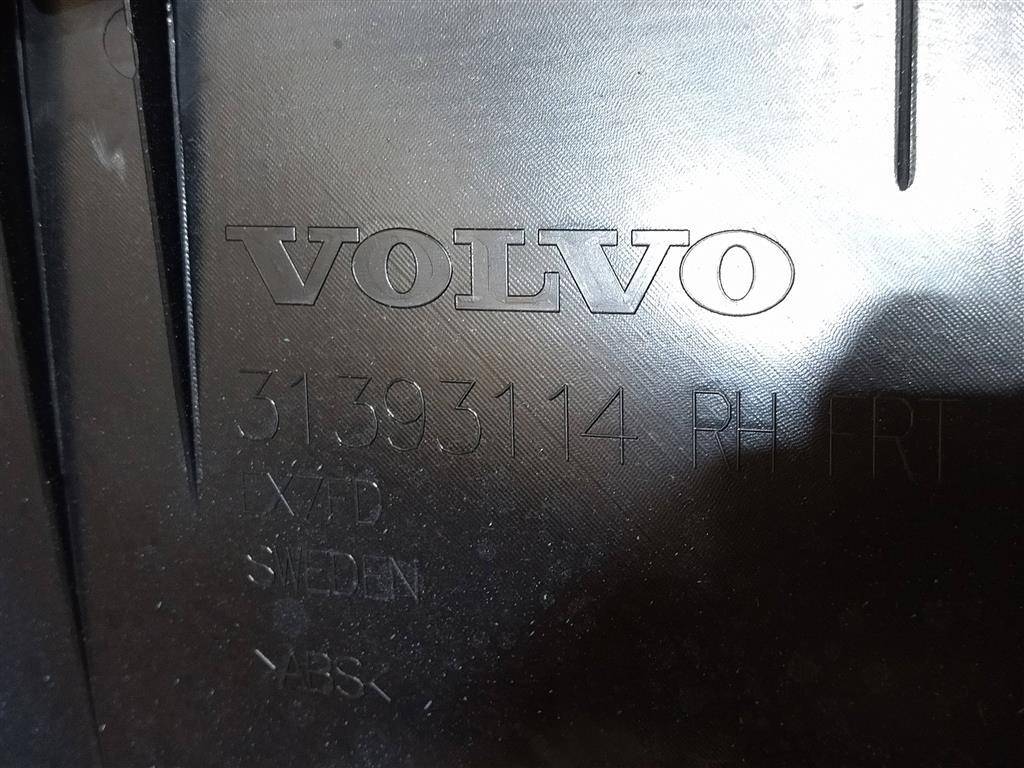 VOLVO
31393114 RH FRT
EX7FD
SWEDEN
>ABS<